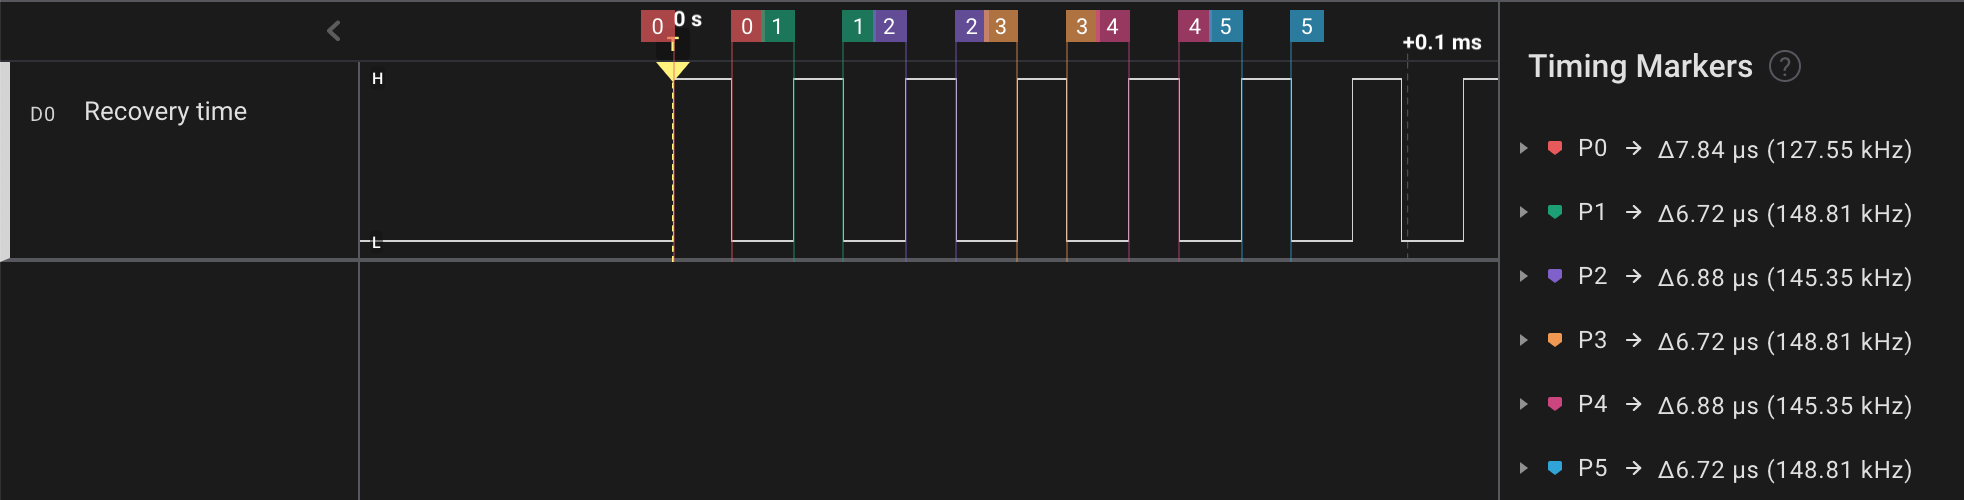 0 0 s 0 1 1 2 2 3 3 4 4 5 5
T
+0.1 ms
D0 Recovery time
H
L
Timing Markers ?
P0 → Δ7.84 µs (127.55 kHz)
P1 → Δ6.72 µs (148.81 kHz)
P2 → Δ6.88 µs (145.35 kHz)
P3 → Δ6.72 µs (148.81 kHz)
P4 → Δ6.88 µs (145.35 kHz)
P5 → Δ6.72 µs (148.81 kHz)